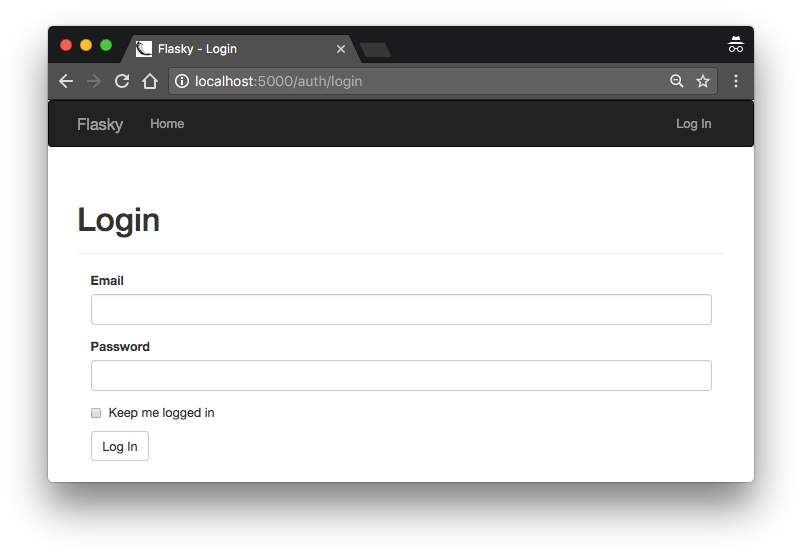 Flasky - Login
localhost:5000/auth/login
Flasky Home Log In
Login
Email
Password
Keep me logged in
Log In